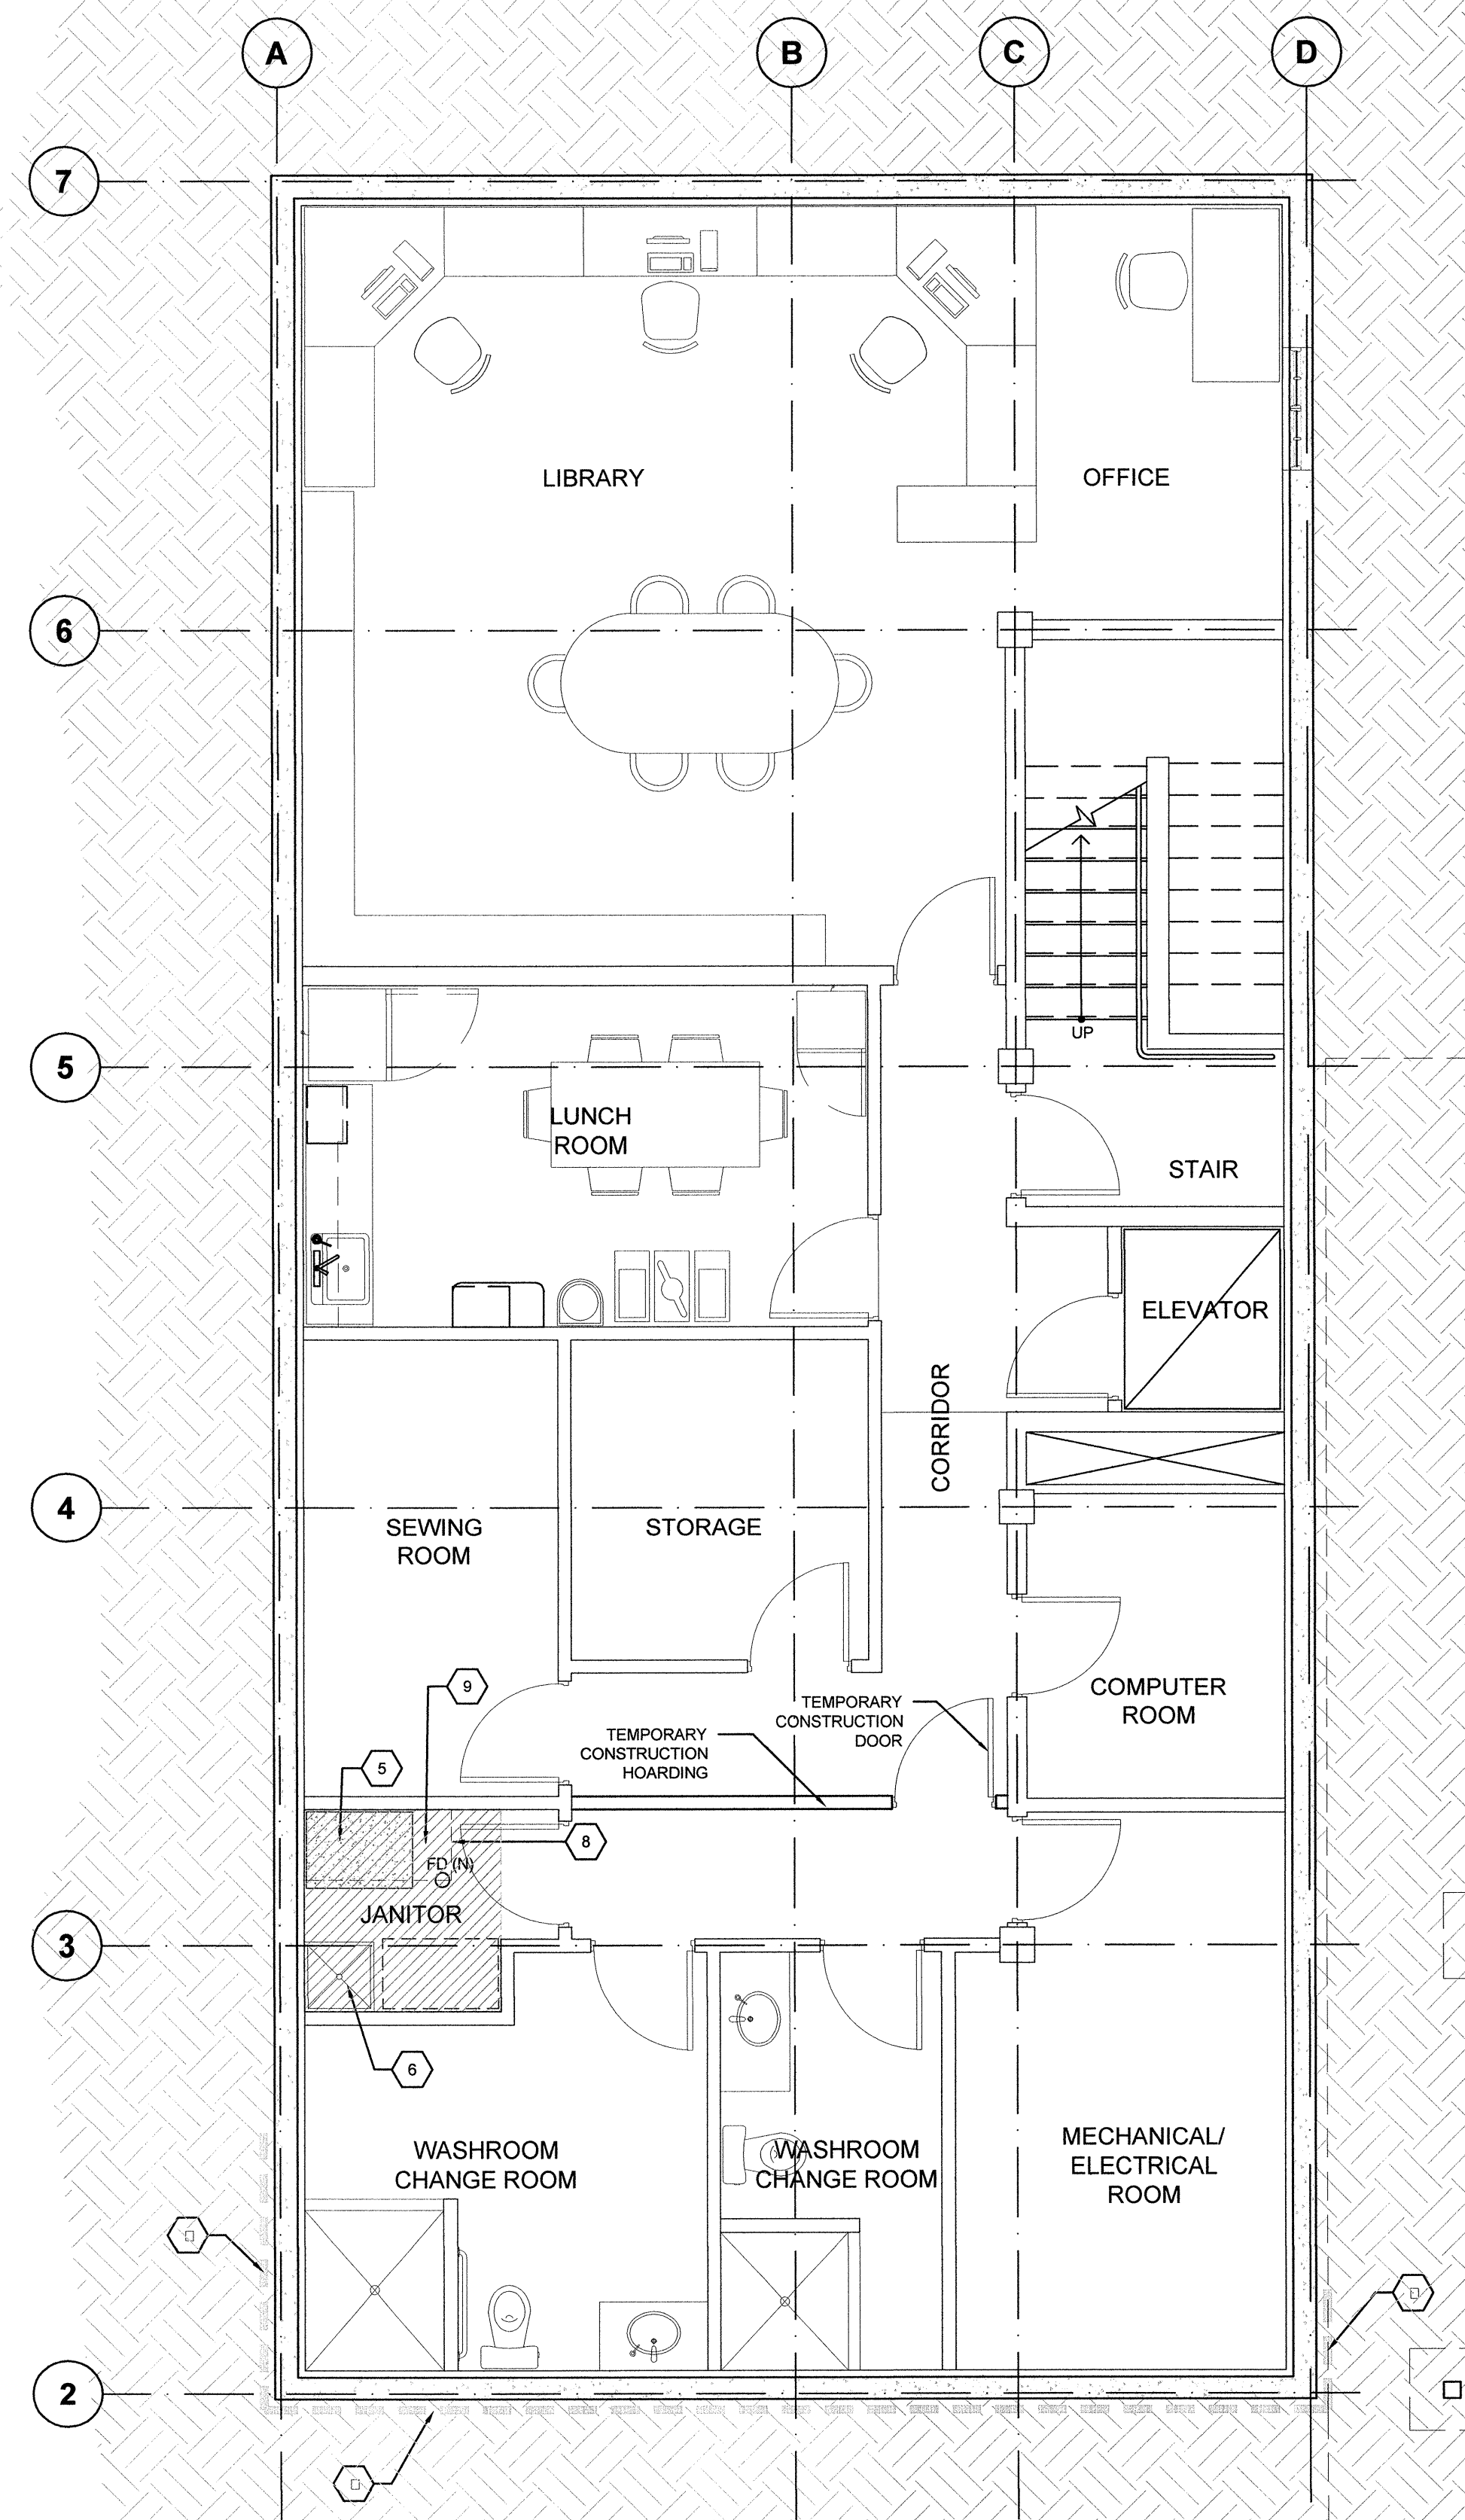 A
B
C
D
7
LIBRARY
OFFICE
6
5
UP
LUNCH
ROOM
STAIR
ELEVATOR
CORRIDOR
4
SEWING
ROOM
STORAGE
9
COMPUTER
ROOM
TEMPORARY
CONSTRUCTION
DOOR
TEMPORARY
CONSTRUCTION
HOARDING
5
8
FD (N)
JANITOR
3
6
WASHROOM
CHANGE ROOM
WASHROOM
CHANGE ROOM
MECHANICAL/
ELECTRICAL
ROOM
2